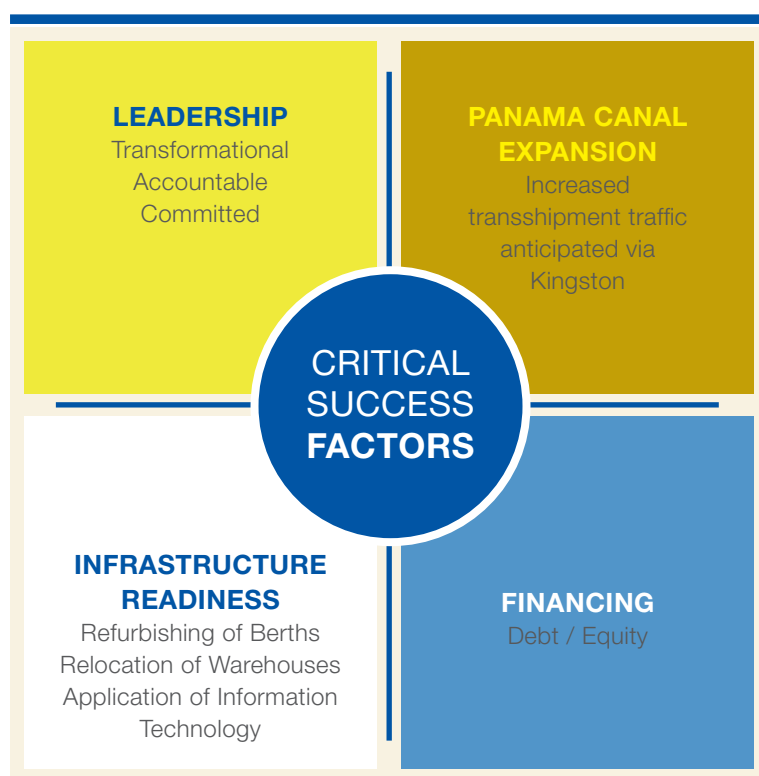 LEADERSHIP
Transformational
Accountable
Committed
PANAMA CANAL
EXPANSION
Increased
transshipment traffic
anticipated via
Kingston
CRITICAL
SUCCESS
FACTORS
INFRASTRUCTURE
READINESS
Refurbishing of Berths
Relocation of Warehouses
Application of Information
Technology
FINANCING
Debt / Equity